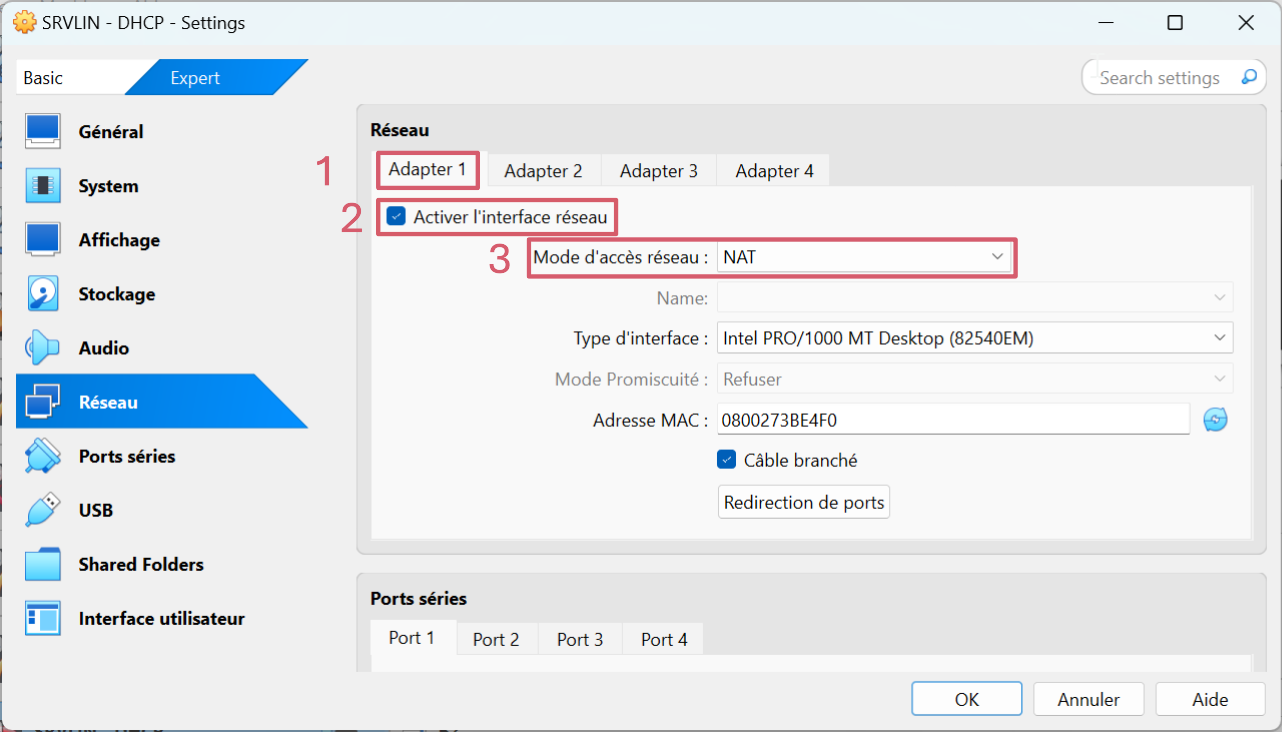 SRVLIN - DHCP - Settings
Basic
Expert
Search settings
Général
System
Affichage
Stockage
Audio
Réseau
Ports séries
USB
Shared Folders
Interface utilisateur
Réseau
1
Adapter 1
Adapter 2
Adapter 3
Adapter 4
2
Activer l'interface réseau
3
Mode d'accès réseau : NAT
Name:
Type d'interface : Intel PRO/1000 MT Desktop (82540EM)
Mode Promiscuité : Refuser
Adresse MAC : 0800273BE4F0
Câble branché
Redirection de ports
Ports séries
Port 1
Port 2
Port 3
Port 4
OK
Annuler
Aide